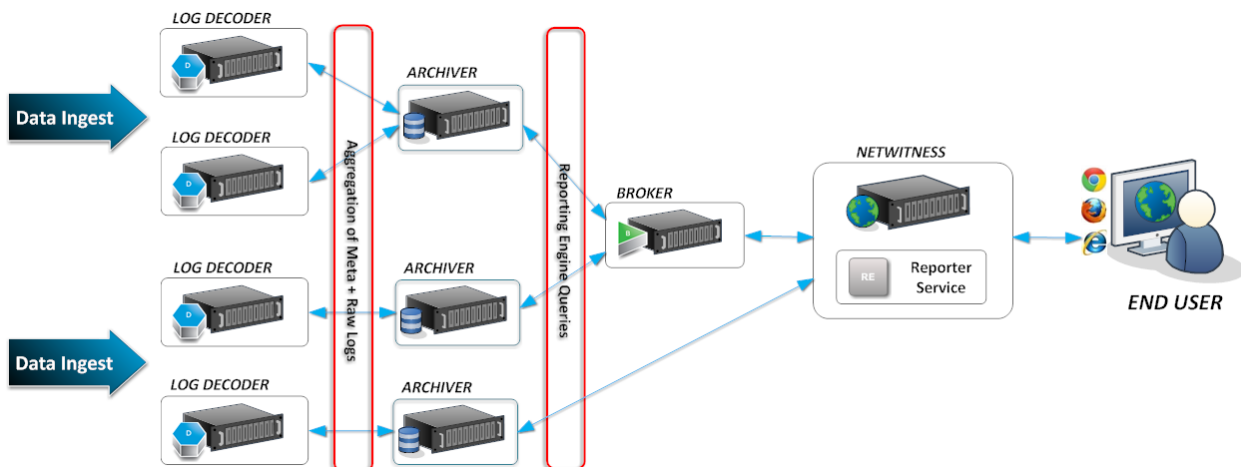 LOG DECODER
D
Data Ingest
LOG DECODER
D
LOG DECODER
D
Data Ingest
LOG DECODER
D
Aggregation of Meta + Raw Logs
ARCHIVER
ARCHIVER
ARCHIVER
Reporting Engine Queries
BROKER
B
NETWITNESS
RE
Reporter
Service
END USER